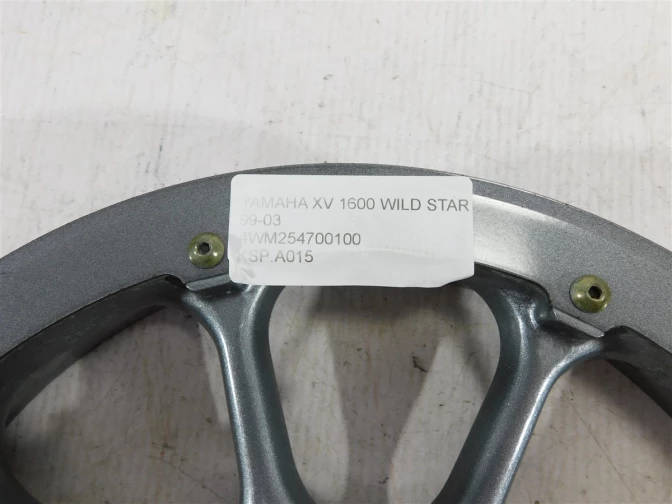 YAMAHA XV 1600 WILD STAR
99-03
4WM254700100
KSP.A015